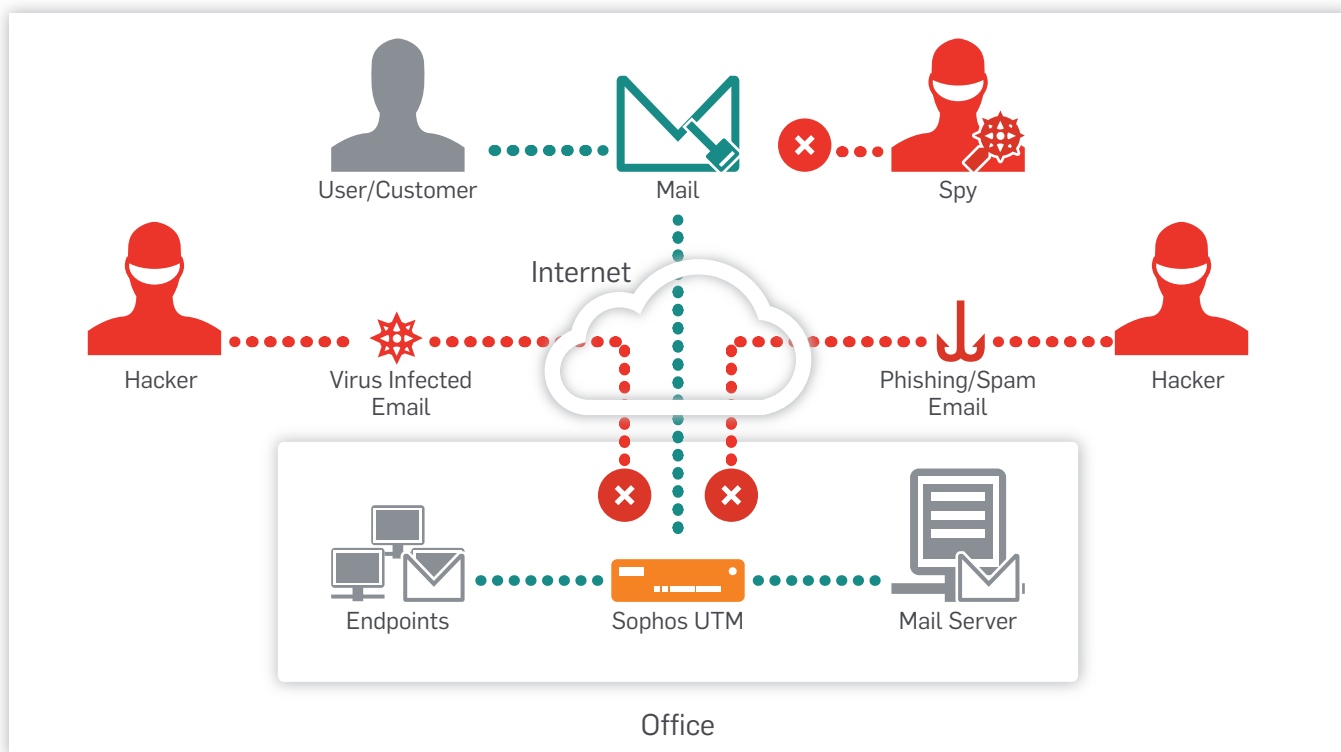 User/Customer
Mail
Spy
Internet
Hacker
Virus Infected
Email
Phishing/Spam
Email
Hacker
Endpoints
Sophos UTM
Mail Server
Office